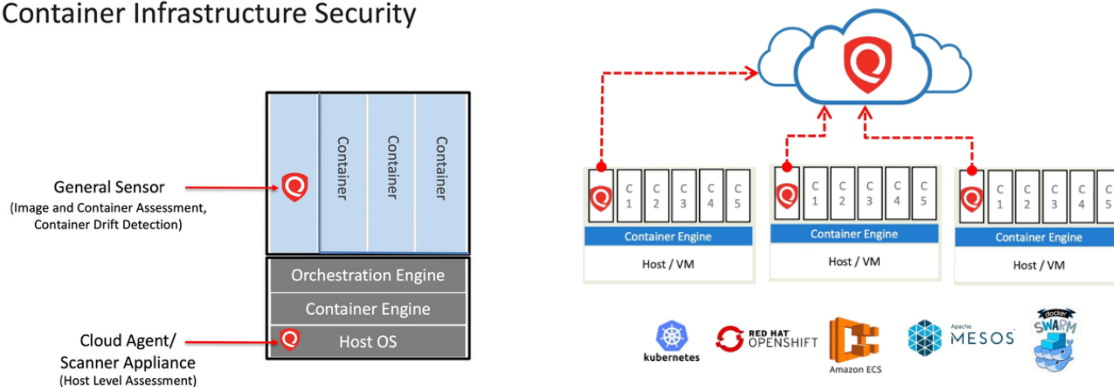 Container Infrastructure Security
Container
Container
Container
General Sensor
(Image and Container Assessment,
Container Drift Detection)
Orchestration Engine
Container Engine
Host OS
Cloud Agent/
Scanner Appliance
(Host Level Assessment)
C 1
C 2
C 3
C 4
C 5
Container Engine
Host / VM
C 1
C 2
C 3
C 4
C 5
Container Engine
Host / VM
C 1
C 2
C 3
C 4
C 5
Container Engine
Host / VM
kubernetes
RED HAT
OPENSHIFT
Amazon ECS
Apache
MESOS
docker
SWARM